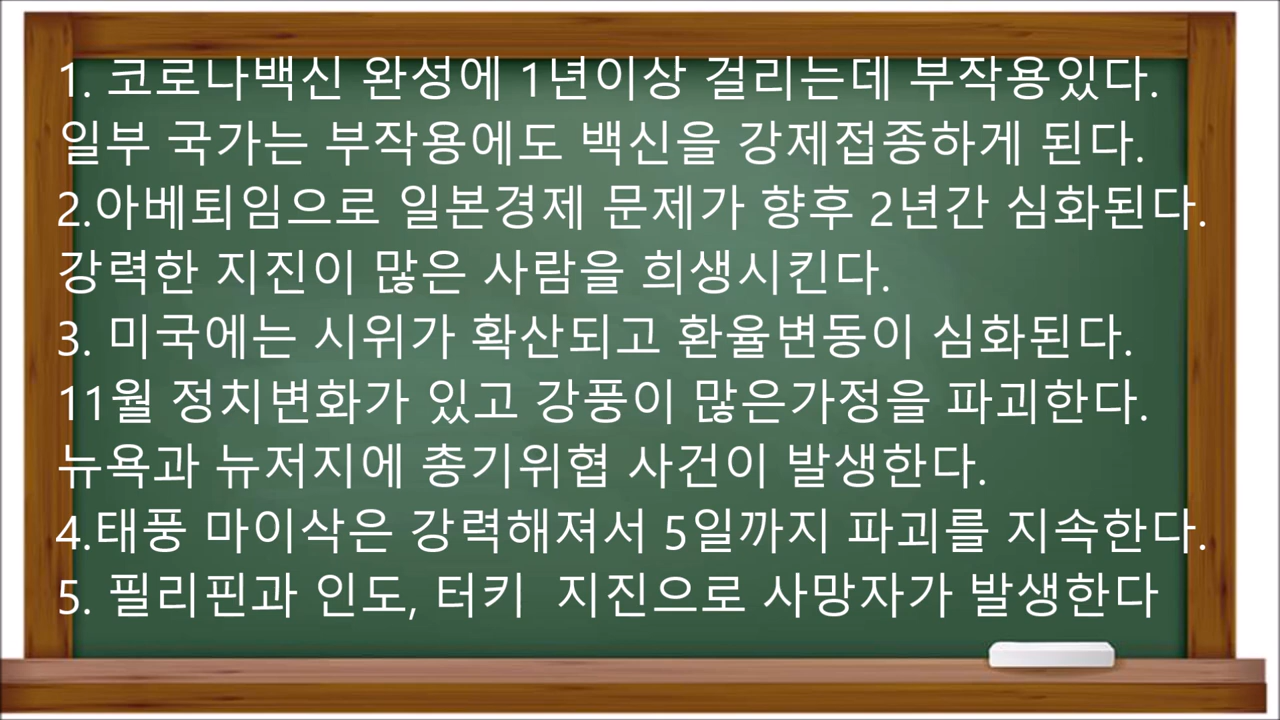 1. 코로나백신 완성에 1년이상 걸리는데 부작용있다.
일부 국가는 부작용에도 백신을 강제접종하게 된다.
2.아베퇴임으로 일본경제 문제가 향후 2년간 심화된다.
강력한 지진이 많은 사람을 희생시킨다.
3. 미국에는 시위가 확산되고 환율변동이 심화된다.
11월 정치변화가 있고 강풍이 많은가정을 파괴한다.
뉴욕과 뉴저지에 총기위협 사건이 발생한다.
4.태풍 마이삭은 강력해져서 5일까지 파괴를 지속한다.
5. 필리핀과 인도, 터키  지진으로 사망자가 발생한다